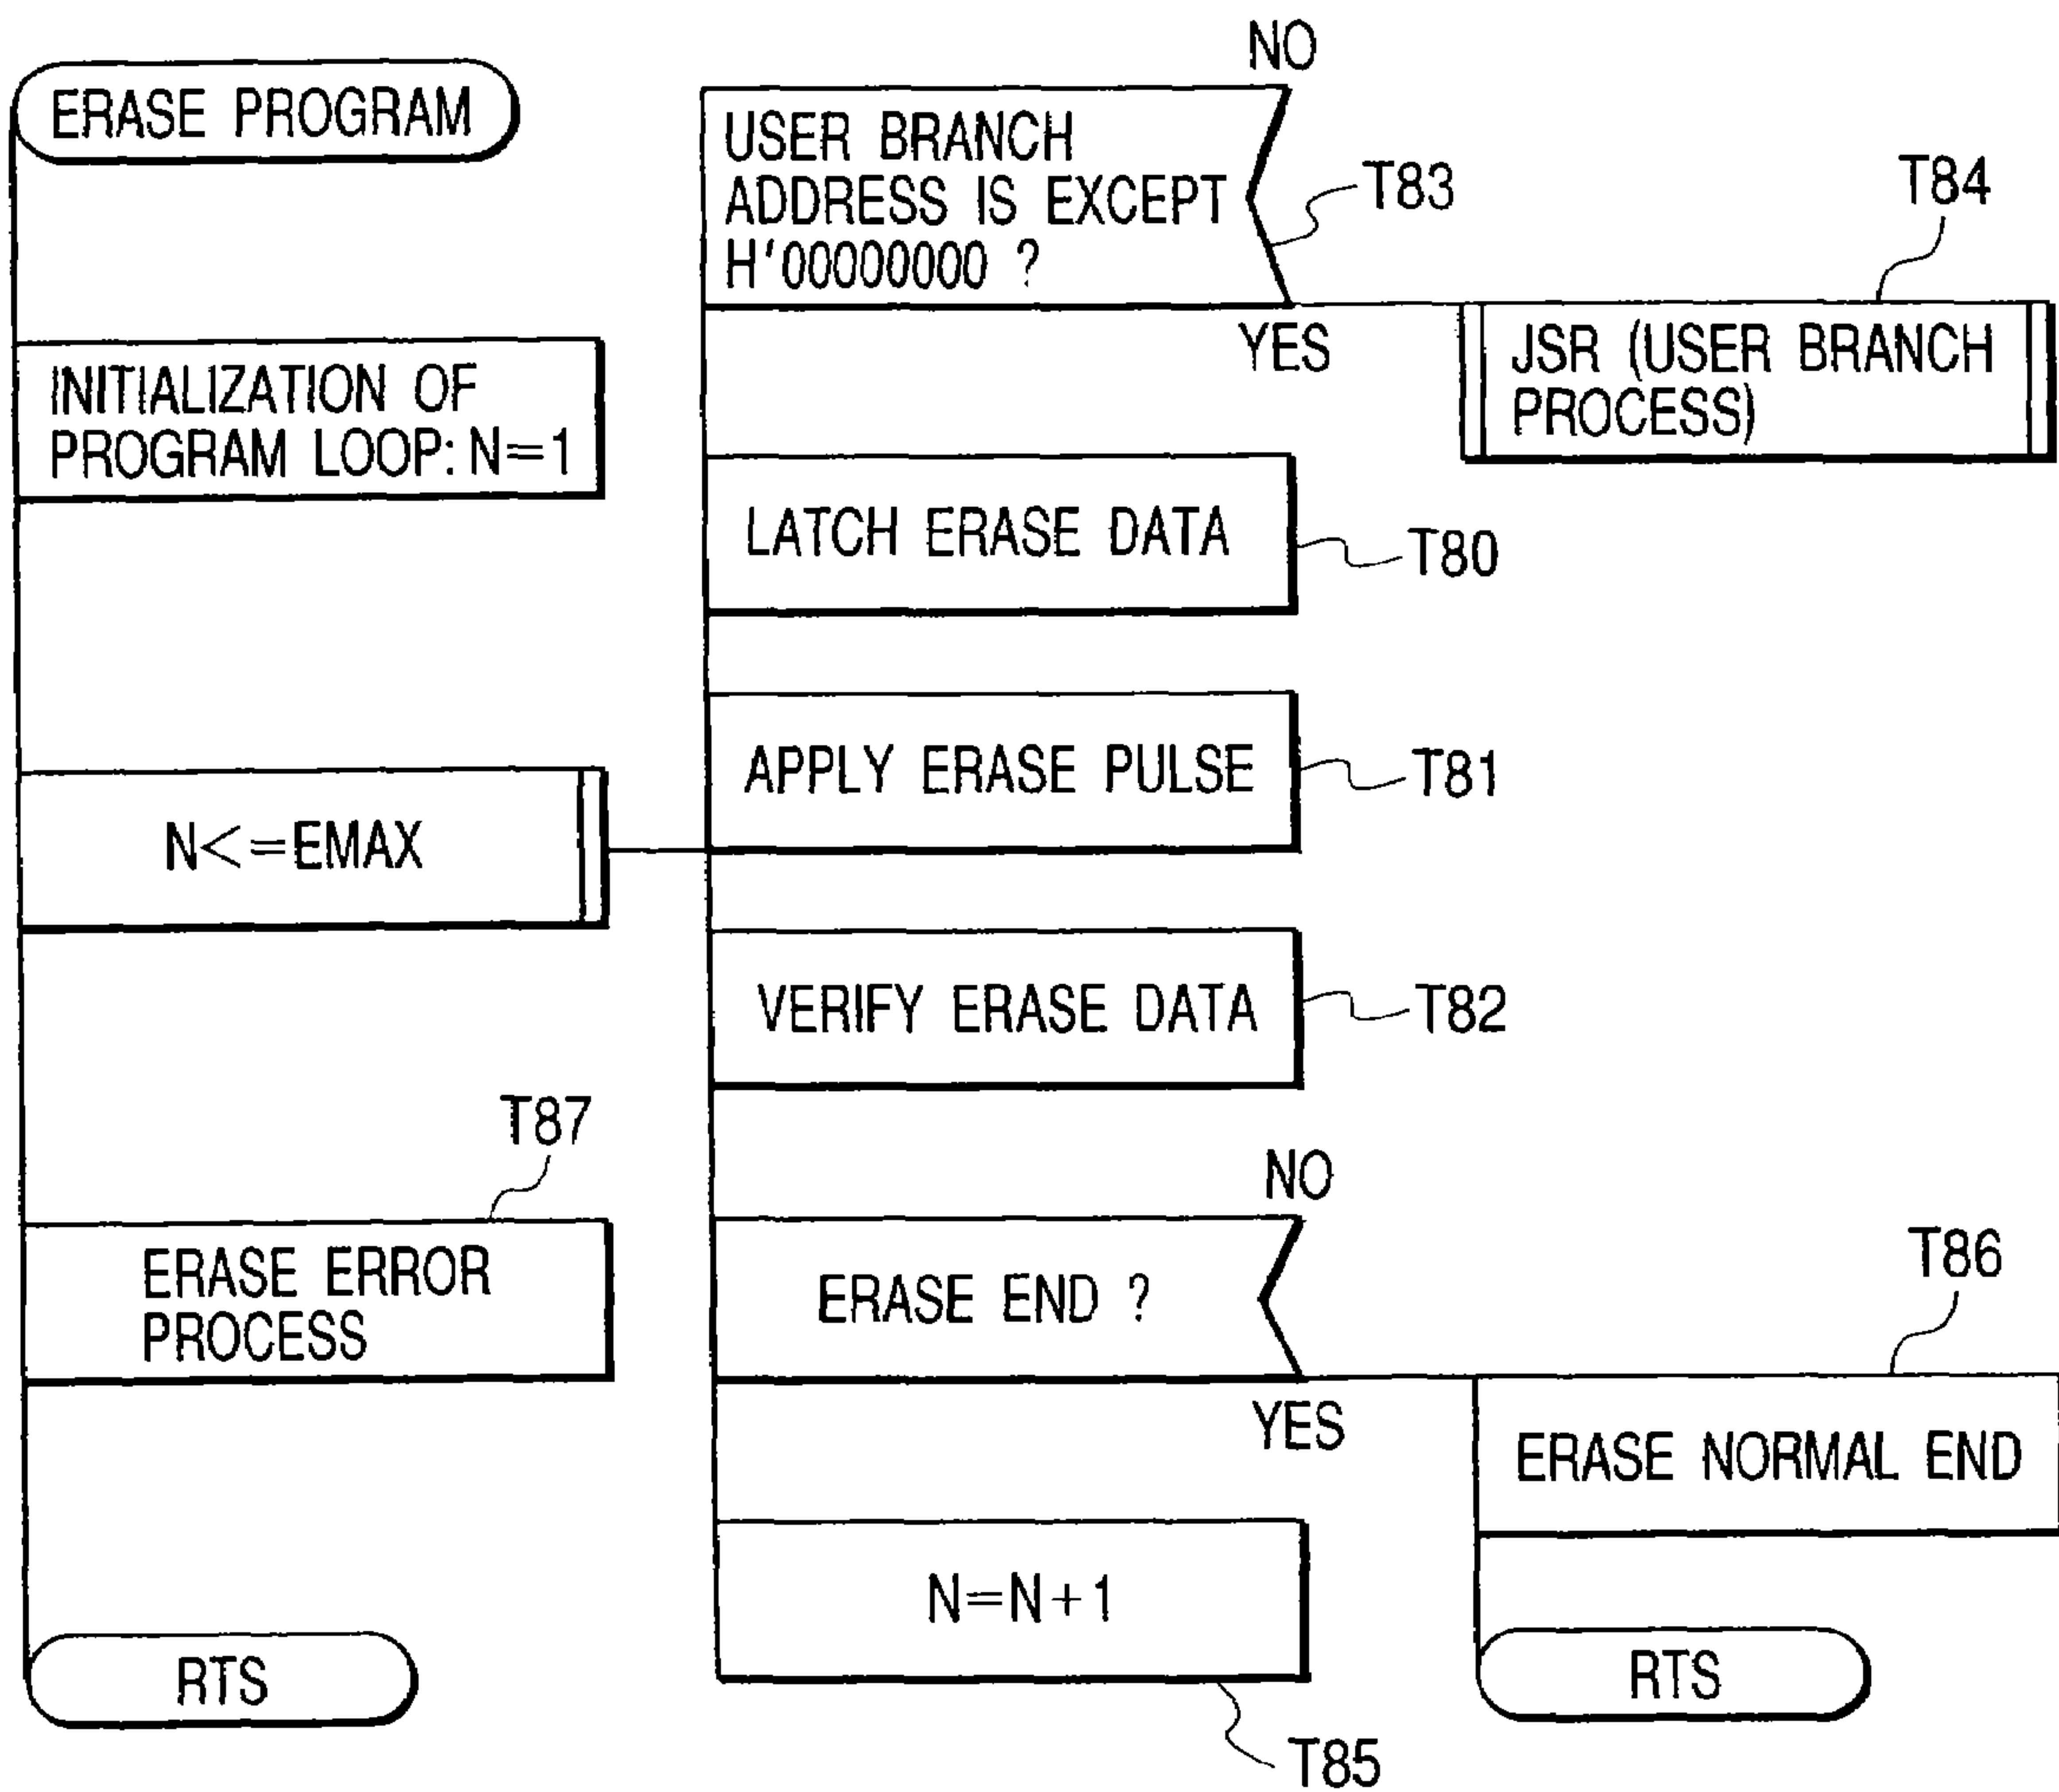 ERASE PROGRAM
INITIALIZATION OF
PROGRAM LOOP: N=1
N<=EMAX
T87
ERASE ERROR
PROCESS
RTS
NO
USER BRANCH
ADDRESS IS EXCEPT
H'00000000 ?
T83
YES
T84
JSR (USER BRANCH
PROCESS)
LATCH ERASE DATA
T80
APPLY ERASE PULSE
T81
VERIFY ERASE DATA
T82
NO
ERASE END ?
YES
T86
ERASE NORMAL END
RTS
N=N+1
T85